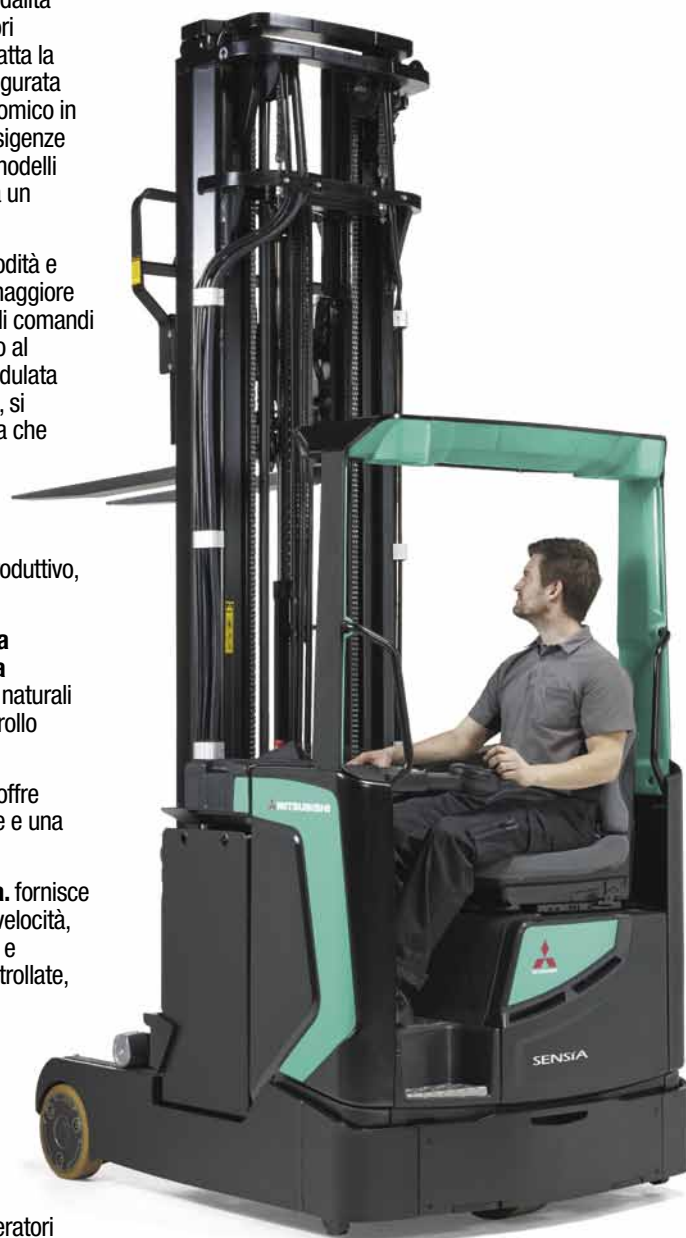 dalità
ori
atta la
gurata
omico in
sigenze
modelli
a un
odità e
maggiore
li comandi
o al
dulata
, si
a che
oduttivo,
a
a
naturali
rollo
offre
e e una
fornisce
velocità,
e
trollate,
eratori
MITSUBISHI
SENSiA